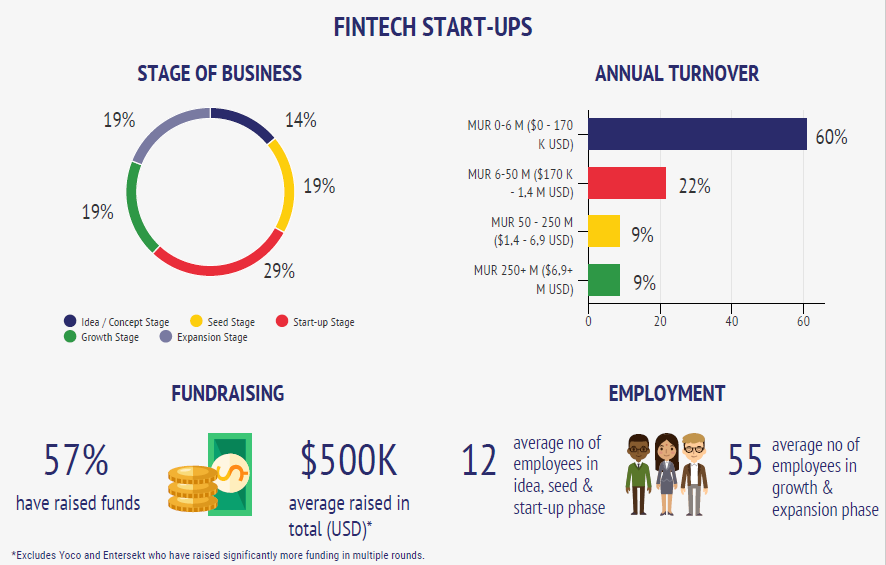 FINTECH START-UPS
STAGE OF BUSINESS
19%
14%
19%
19%
29%
Idea / Concept Stage
Seed Stage
Start-up Stage
Growth Stage
Expansion Stage
ANNUAL TURNOVER
MUR 0-6 M ($0 - 170
K USD)
60%
MUR 6-50 M ($170 K
- 1,4 M USD)
22%
MUR 50 - 250 M
($1.4 - 6,9 USD)
9%
MUR 250+ M ($6,9+
M USD)
9%
0
20
40
60
FUNDRAISING
57%
have raised funds
$500K
average raised in
total (USD)*
EMPLOYMENT
12
average no of
employees in
idea, seed &
start-up phase
55
average no of
employees in
growth &
expansion phase
*Excludes Yoco and Entersekt who have raised significantly more funding in multiple rounds.